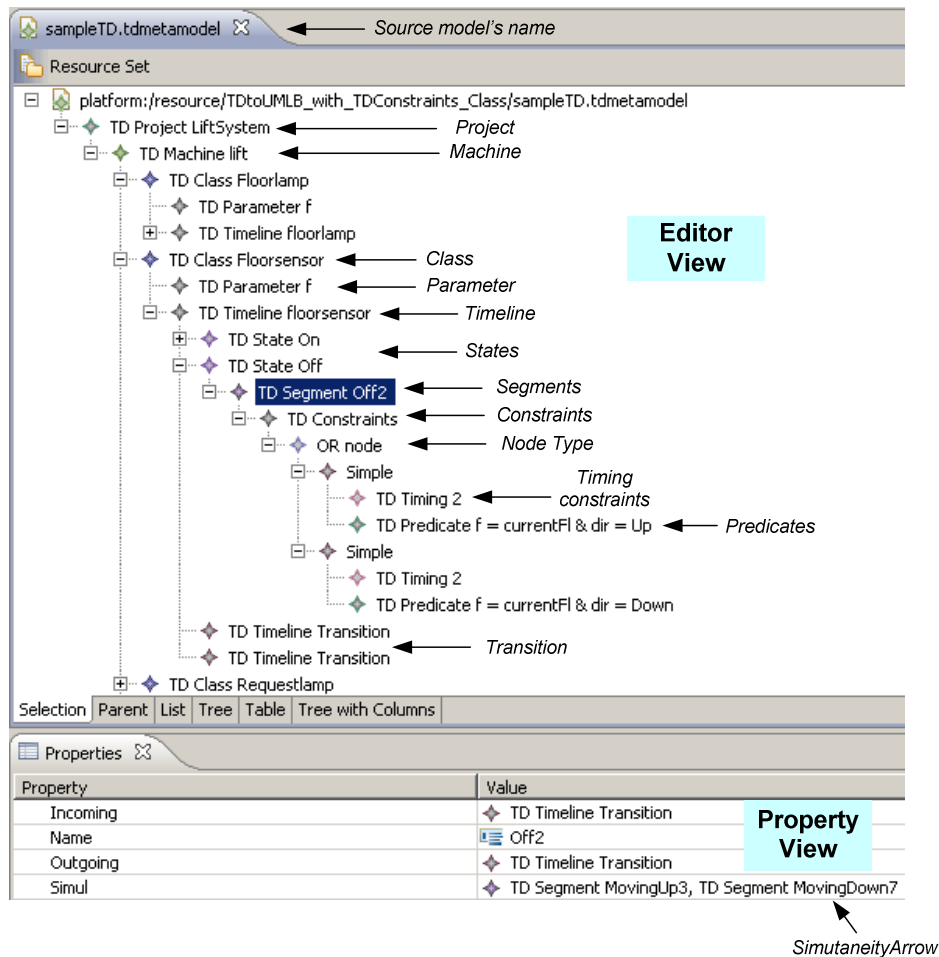 sampleTD.tdmetamodel Source model's name
Resource Set
platform:/resource/TDtoUMLB_with_TDConstraints_Class/sampleTD.tdmetamodel
TD Project LiftSystem Project
TD Machine lift Machine
TD Class Floorlamp
TD Parameter f
TD Timeline floorlamp
Editor
View
TD Class Floorsensor Class
TD Parameter f Parameter
TD Timeline floorsensor Timeline
TD State On
States
TD State Off
TD Segment Off2 Segments
TD Constraints Constraints
OR node Node Type
Simple
Timing
constraints
TD Timing 2
TD Predicate f = currentFl & dir = Up Predicates
Simple
TD Timing 2
TD Predicate f = currentFl & dir = Down
TD Timeline Transition
Transition
TD Timeline Transition
TD Class Requestlamp
Selection Parent List Tree Table Tree with Columns
Properties
Property Value
Incoming TD Timeline Transition
Name Off2
Outgoing TD Timeline Transition
Simul TD Segment MovingUp3, TD Segment MovingDown7
Property
View
SimutaneityArrow